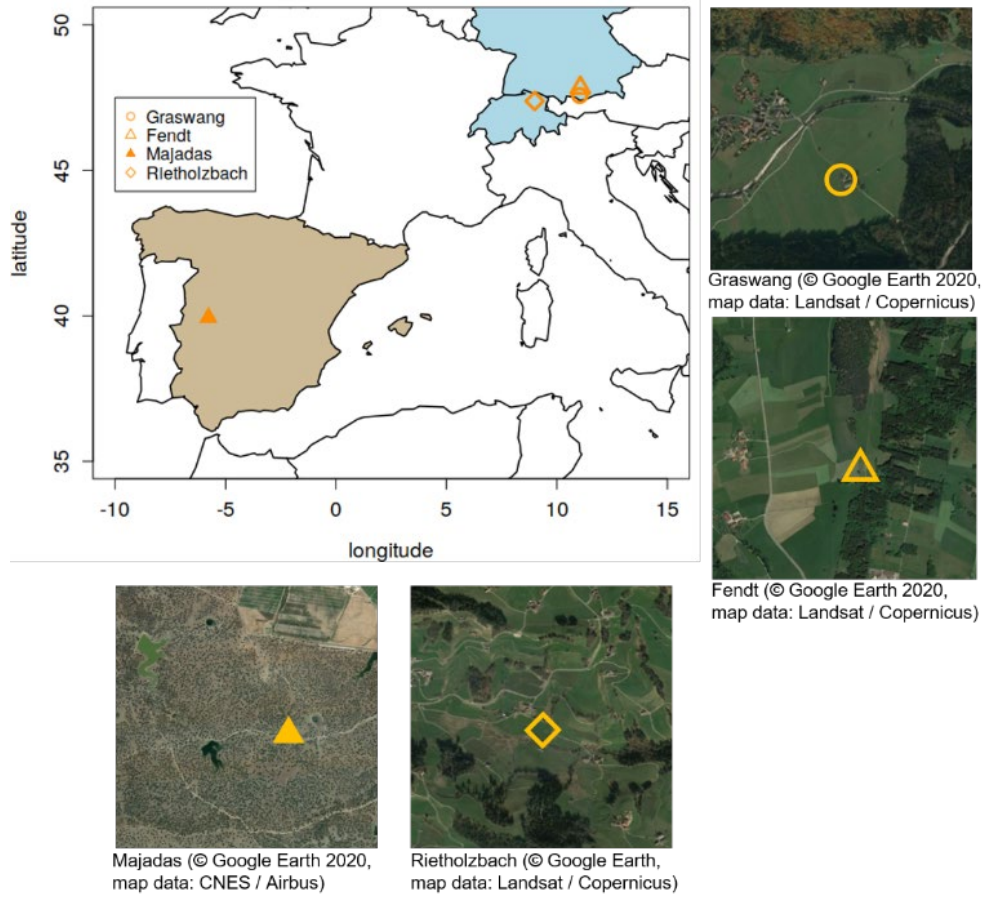 50
45
40
35
latitude
Graswang
Fendt
Majadas
Rietholzbach
-10 -5 0 5 10 15
longitude
Graswang (© Google Earth 2020,
map data: Landsat / Copernicus)
Fendt (© Google Earth 2020,
map data: Landsat / Copernicus)
Majadas (© Google Earth 2020,
map data: CNES / Airbus)
Rietholzbach (© Google Earth,
map data: Landsat / Copernicus)